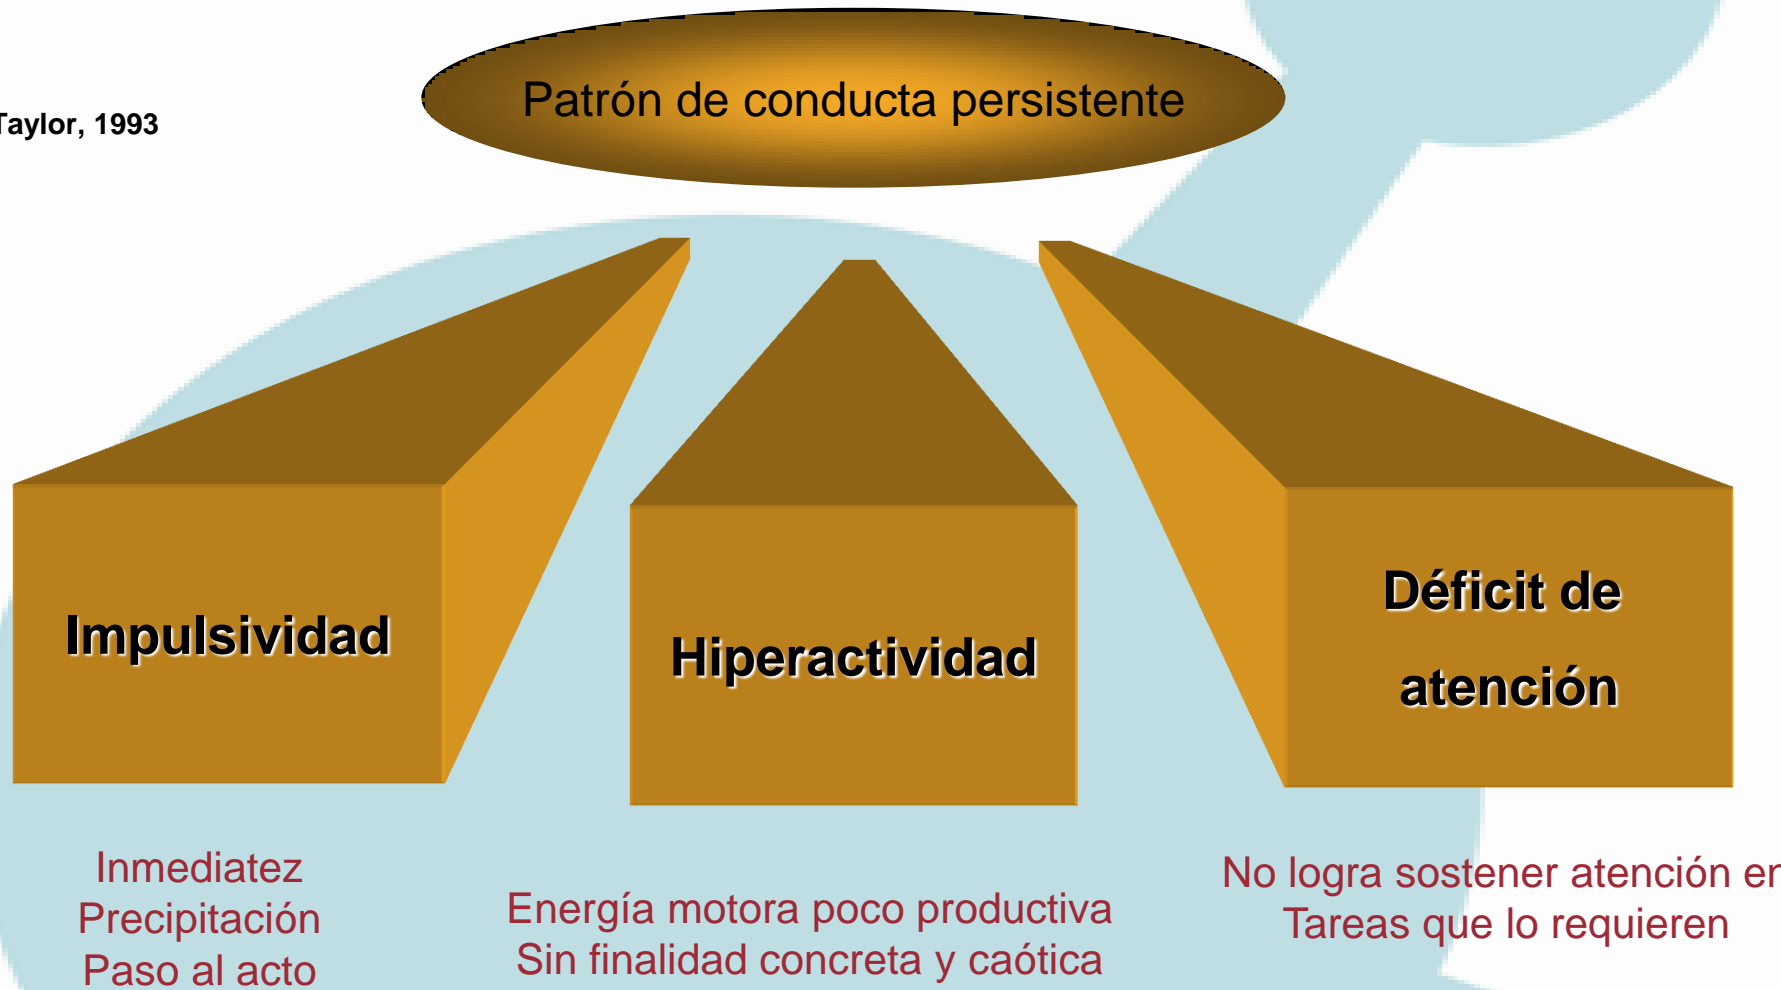 Patrón de conducta persistente
Taylor, 1993
Impulsividad
Hiperactividad
Déficit de
atención
Inmediatez
Precipitación
Paso al acto
Energía motora poco productiva
Sin finalidad concreta y caótica
No logra sostener atención en
Tareas que lo requieren